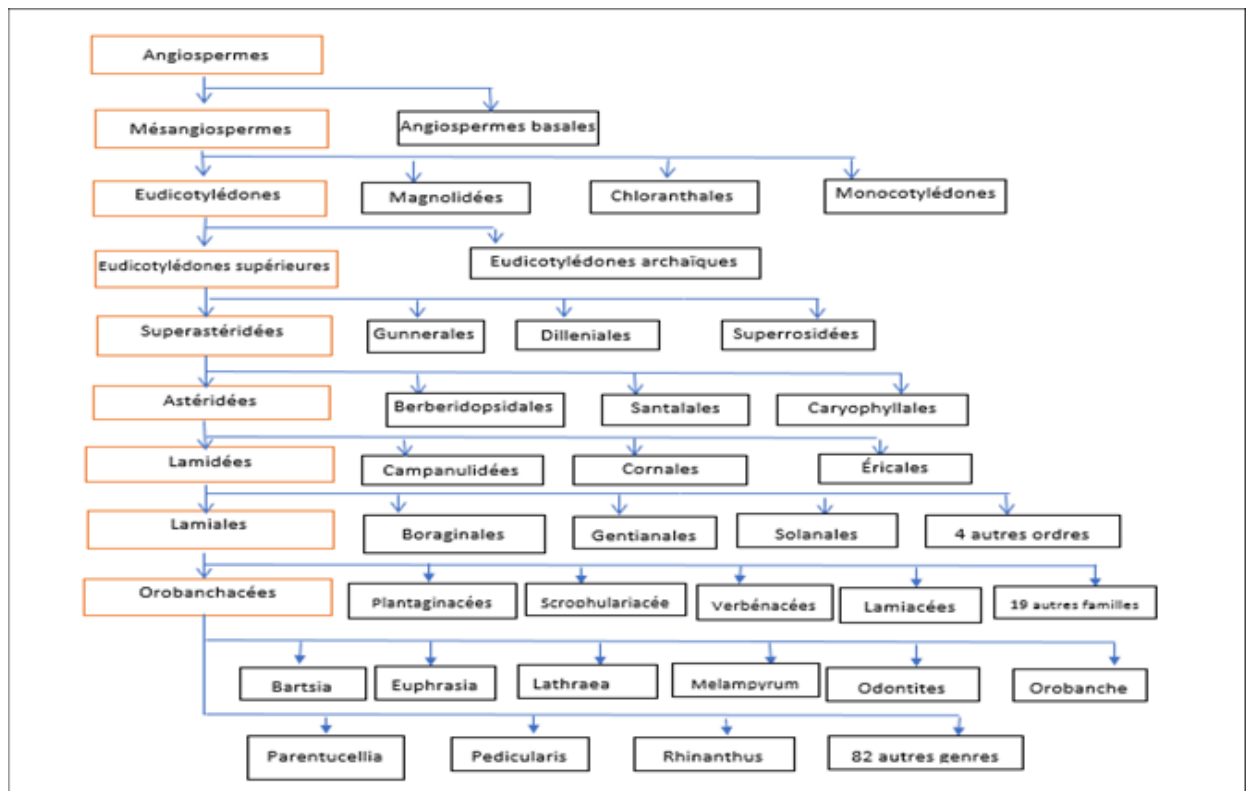 Angiospermes
Mésangiospermes
Angiospermes basales
Eudicotylédones
Magnolidées
Chloranthales
Monocotylédones
Eudicotylédones supérieures
Eudicotylédones archaïques
Superastéridées
Gunnerales
Dilleniales
Superrosidées
Astéridées
Berberidopsidales
Santalales
Caryophyllales
Lamidées
Campanulidées
Cornales
Éricales
Lamiales
Boraginales
Gentianales
Solanales
4 autres ordres
Orobanchacées
Plantaginacées
Scrophulariacée
Verbénacées
Lamiacées
19 autres familles
Bartsia
Euphrasia
Lathraea
Melampyrum
Odontites
Orobanche
Parentucellia
Pedicularis
Rhinanthus
82 autres genres